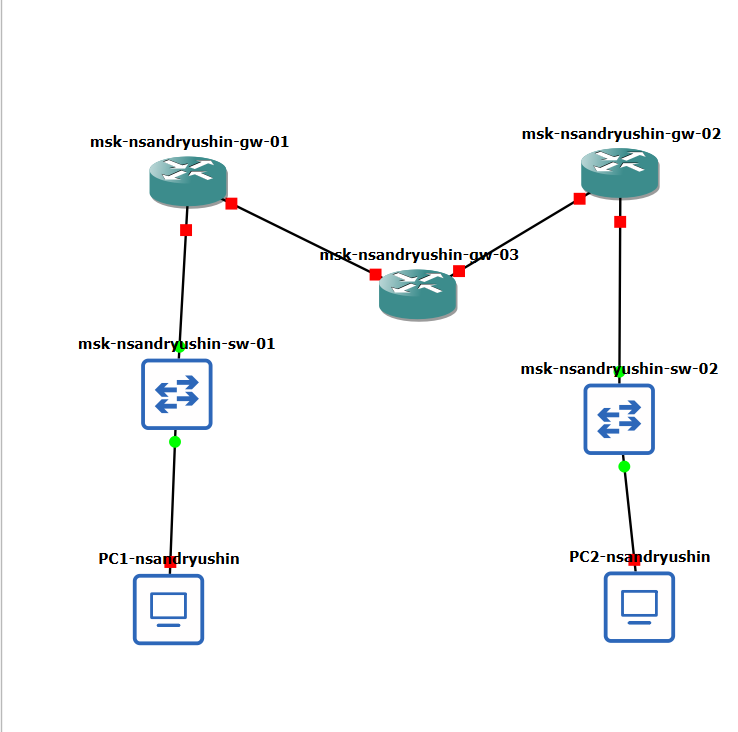 msk-nsandryushin-gw-01
msk-nsandryushin-gw-02
msk-nsandryushin-gw-03
msk-nsandryushin-sw-01
msk-nsandryushin-sw-02
PC1-nsandryushin
PC2-nsandryushin